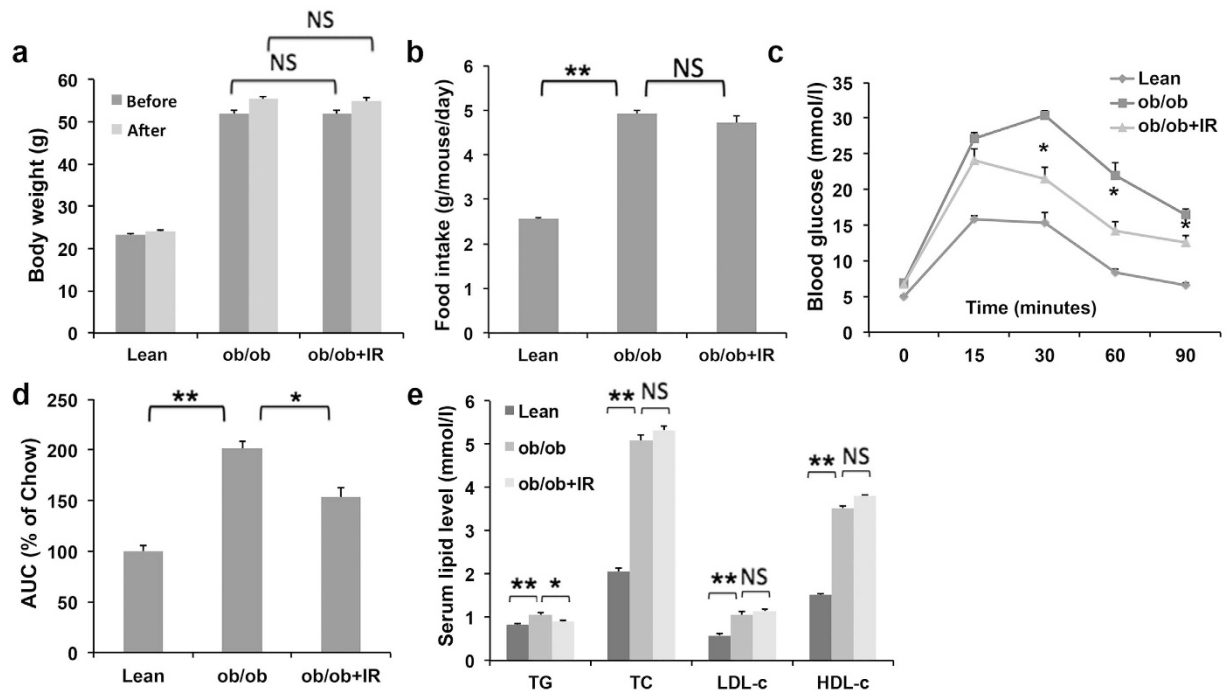 a
NS
NS
60
50
40
30
20
10
0
Body weight (g)
Before
After
Lean
ob/ob
ob/ob+IR
b
**
NS
6
5
4
3
2
1
0
Food intake (g/mouse/day)
Lean
ob/ob
ob/ob+IR
c
Lean
ob/ob
ob/ob+IR
35
30
25
20
15
10
5
0
Blood glucose (mmol/l)
*
*
*
Time (minutes)
0
15
30
60
90
d
**
*
250
200
150
100
50
0
AUC (% of Chow)
Lean
ob/ob
ob/ob+IR
e
Lean
ob/ob
ob/ob+IR
6
5
4
3
2
1
0
Serum lipid level (mmol/l)
**
*
**
NS
**
NS
**
NS
TG
TC
LDL-c
HDL-c